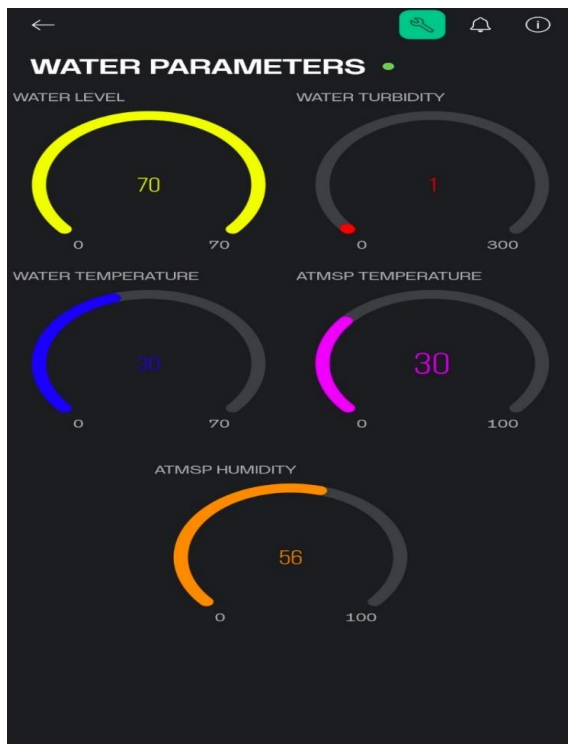 WATER PARAMETERS
WATER LEVEL
70
0 70
WATER TURBIDITY
1
0 300
WATER TEMPERATURE
30
0 70
ATMSP TEMPERATURE
30
0 100
ATMSP HUMIDITY
56
0 100